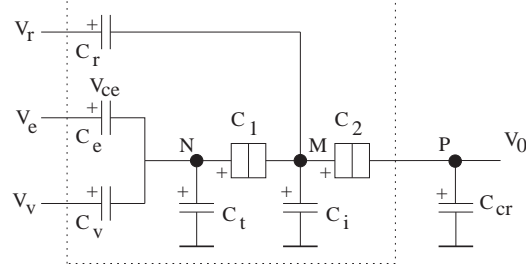 V_r
+
C_r
V_ce
V_e
+
C_e
C_1
C_2
N
M
P
V_0
+
+
V_v
+
C_v
+
C_t
+
C_i
+
C_cr